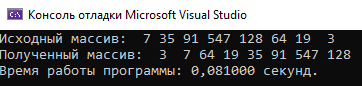 Консоль отладки Microsoft Visual Studio
Исходный массив:  7 35 91 547 128 64 19  3
Полученный массив:  3  7 64 19 35 91 547 128
Время работы программы: 0,081000 секунд.